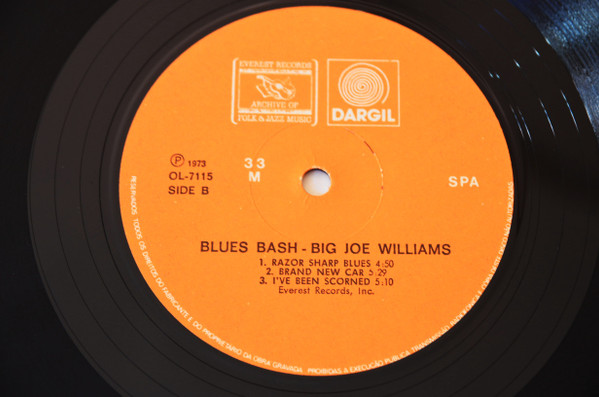 EVEREST RECORDS
ARCHIVE OF
FOLK & JAZZ MUSIC
DARGIL
Ⓟ 1973
OL-7115
SIDE B
33
M
SPA
BLUES BASH - BIG JOE WILLIAMS
1. RAZOR SHARP BLUES 4:50
2. BRAND NEW CAR 5:29
3. I'VE BEEN SCORNED 5:10
Everest Records, Inc.
RESERVADOS TODOS OS DIREITOS DO FABRICANTE E DO PROPRIETÁRIO DA OBRA GRAVADA PROIBIDAS A EXECUÇÃO PÚBLICA,